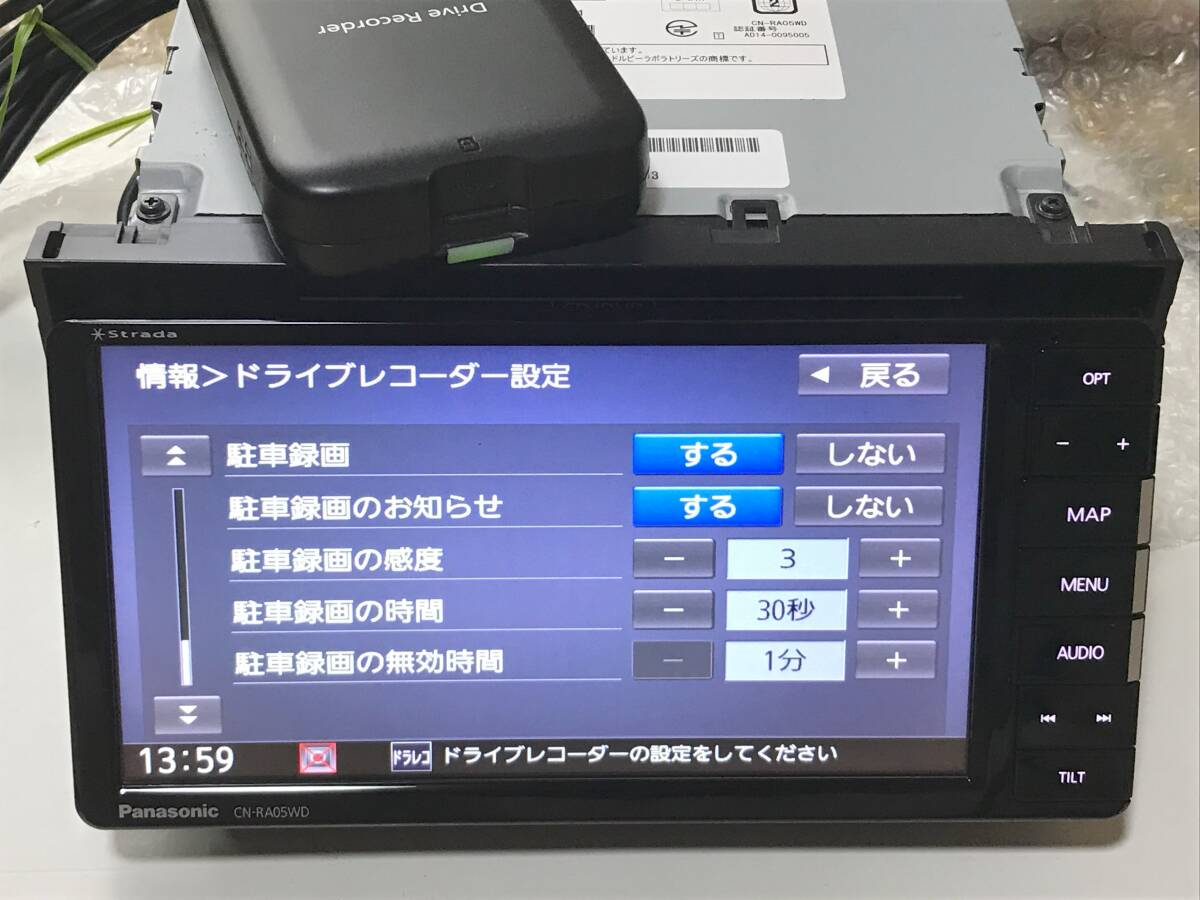 Drive Recorder
CN-RA05WD
認証番号
AD14-0095005
ています。
ドルビーラボラトリーズの商標です。
Strada
情報>ドライブレコーダー設定
◀ 戻る
OPT
駐車録画 する しない
− +
駐車録画のお知らせ する しない
MAP
駐車録画の感度 − 3 +
MENU
駐車録画の時間 − 30秒 +
駐車録画の無効時間 − 1分 +
AUDIO
13:59 ドラレコ ドライブレコーダーの設定をしてください
TILT
Panasonic CN-RA05WD